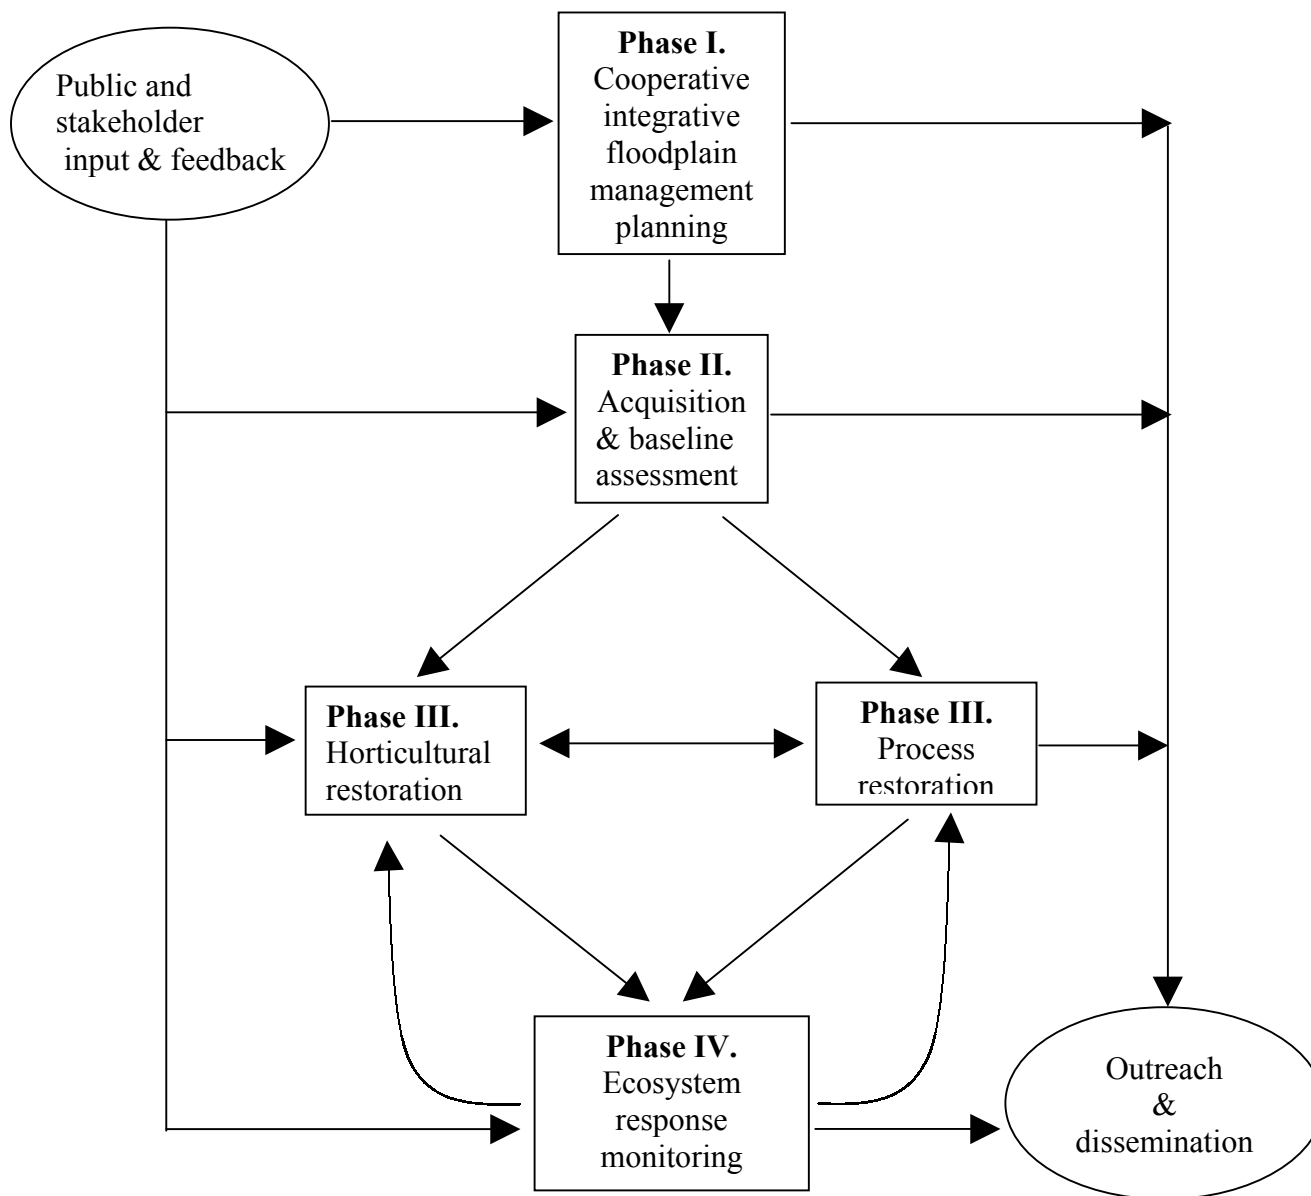 Public and
stakeholder
input & feedback
Phase I.
Cooperative
integrative
floodplain
management
planning
Phase II.
Acquisition
& baseline
assessment
Phase III.
Horticultural
restoration
Phase III.
Process
restoration
Phase IV.
Ecosystem
response
monitoring
Outreach
&
dissemination